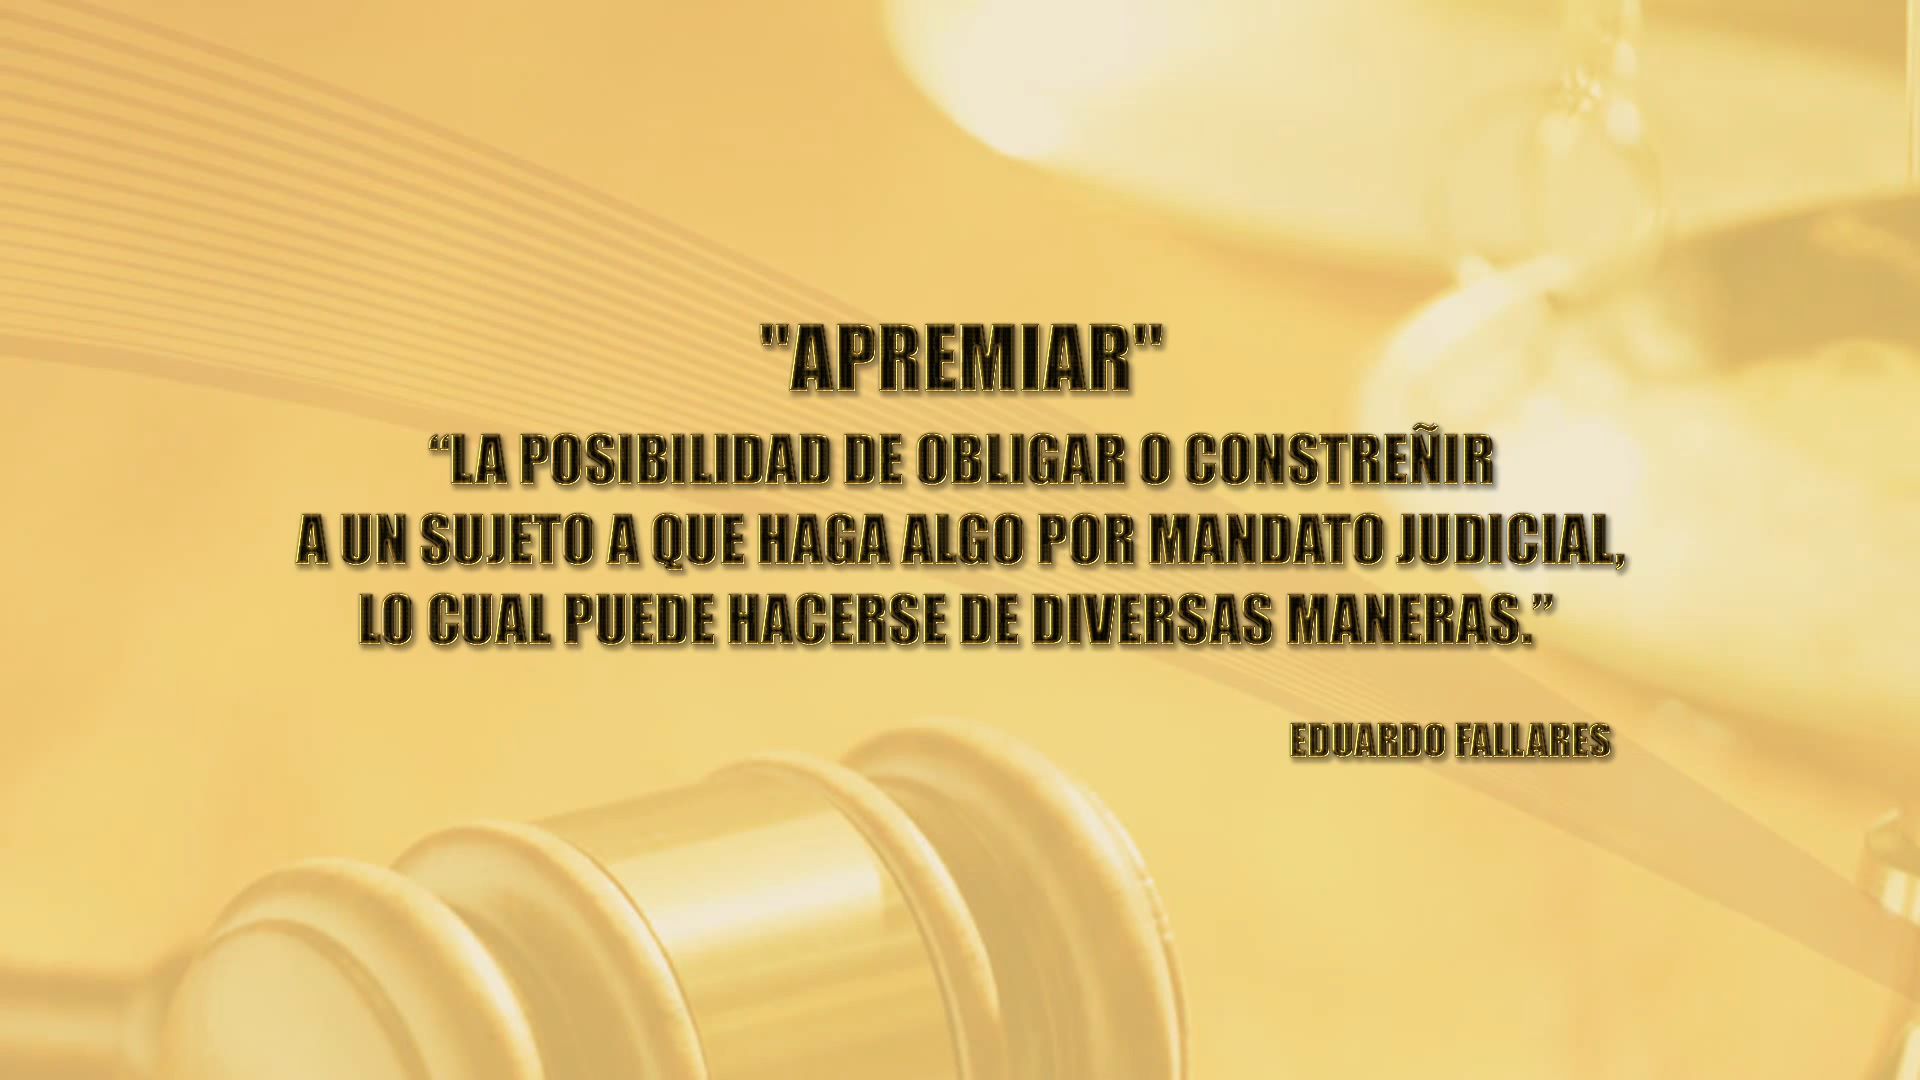 "APREMIAR"
“LA POSIBILIDAD DE OBLIGAR O CONSTREÑIR
A UN SUJETO A QUE HAGA ALGO POR MANDATO JUDICIAL,
LO CUAL PUEDE HACERSE DE DIVERSAS MANERAS.”
EDUARDO FALLARES